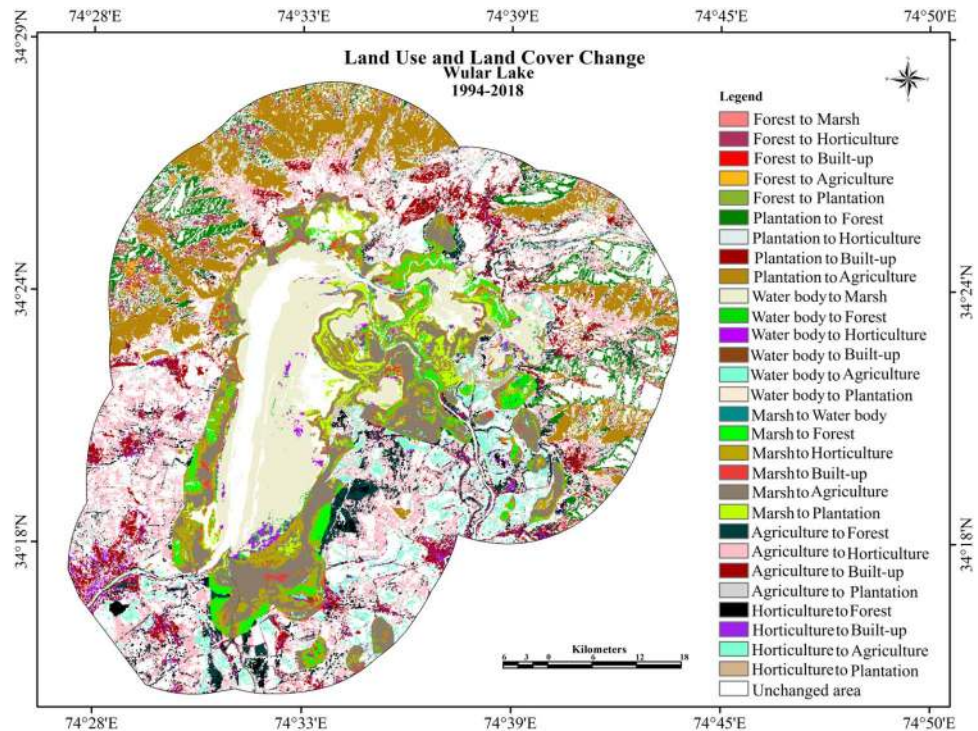 74°28'E 74°33'E 74°39'E 74°45'E 74°50'E
34°29'N
Land Use and Land Cover Change
Wular Lake
1994-2018
Legend
Forest to Marsh
Forest to Horticulture
Forest to Built-up
Forest to Agriculture
Forest to Plantation
Plantation to Forest
Plantation to Horticulture
Plantation to Built-up
Plantation to Agriculture
Water body to Marsh
Water body to Forest
Water body to Horticulture
Water body to Built-up
Water body to Agriculture
Water body to Plantation
Marsh to Water body
Marsh to Forest
Marsh to Horticulture
Marsh to Built-up
Marsh to Agriculture
Marsh to Plantation
Agriculture to Forest
Agriculture to Horticulture
Agriculture to Built-up
Agriculture to Plantation
Horticulture to Forest
Horticulture to Built-up
Horticulture to Agriculture
Horticulture to Plantation
Unchanged area
34°24'N 34°24'N
34°18'N 34°18'N
Kilometers
6 3 0 6 12 18
74°28'E 74°33'E 74°39'E 74°45'E 74°50'E